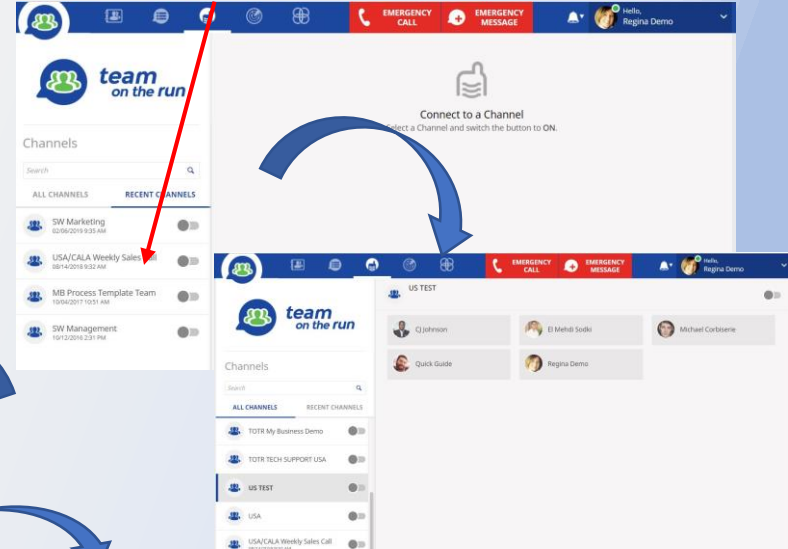 EMERGENCY CALL
EMERGENCY MESSAGE
Hello,
Regina Demo
team
on the run
Connect to a Channel
Select a Channel and switch the button to ON.
Channels
Search
ALL CHANNELS RECENT CHANNELS
SW Marketing
02/06/2019 9:35 AM
USA/CALA Weekly Sales Call
08/14/2018 9:32 AM
MB Process Template Team
10/04/2017 10:51 AM
SW Management
10/12/2016 2:31 PM
EMERGENCY CALL
EMERGENCY MESSAGE
Hello,
Regina Demo
team
on the run
US TEST
CJ Johnson
El Mehdi Sodki
Michael Corbiserie
Quick Guide
Regina Demo
Channels
Search
ALL CHANNELS RECENT CHANNELS
TOTR My Business Demo
TOTR TECH SUPPORT USA
US TEST
USA
USA/CALA Weekly Sales Call